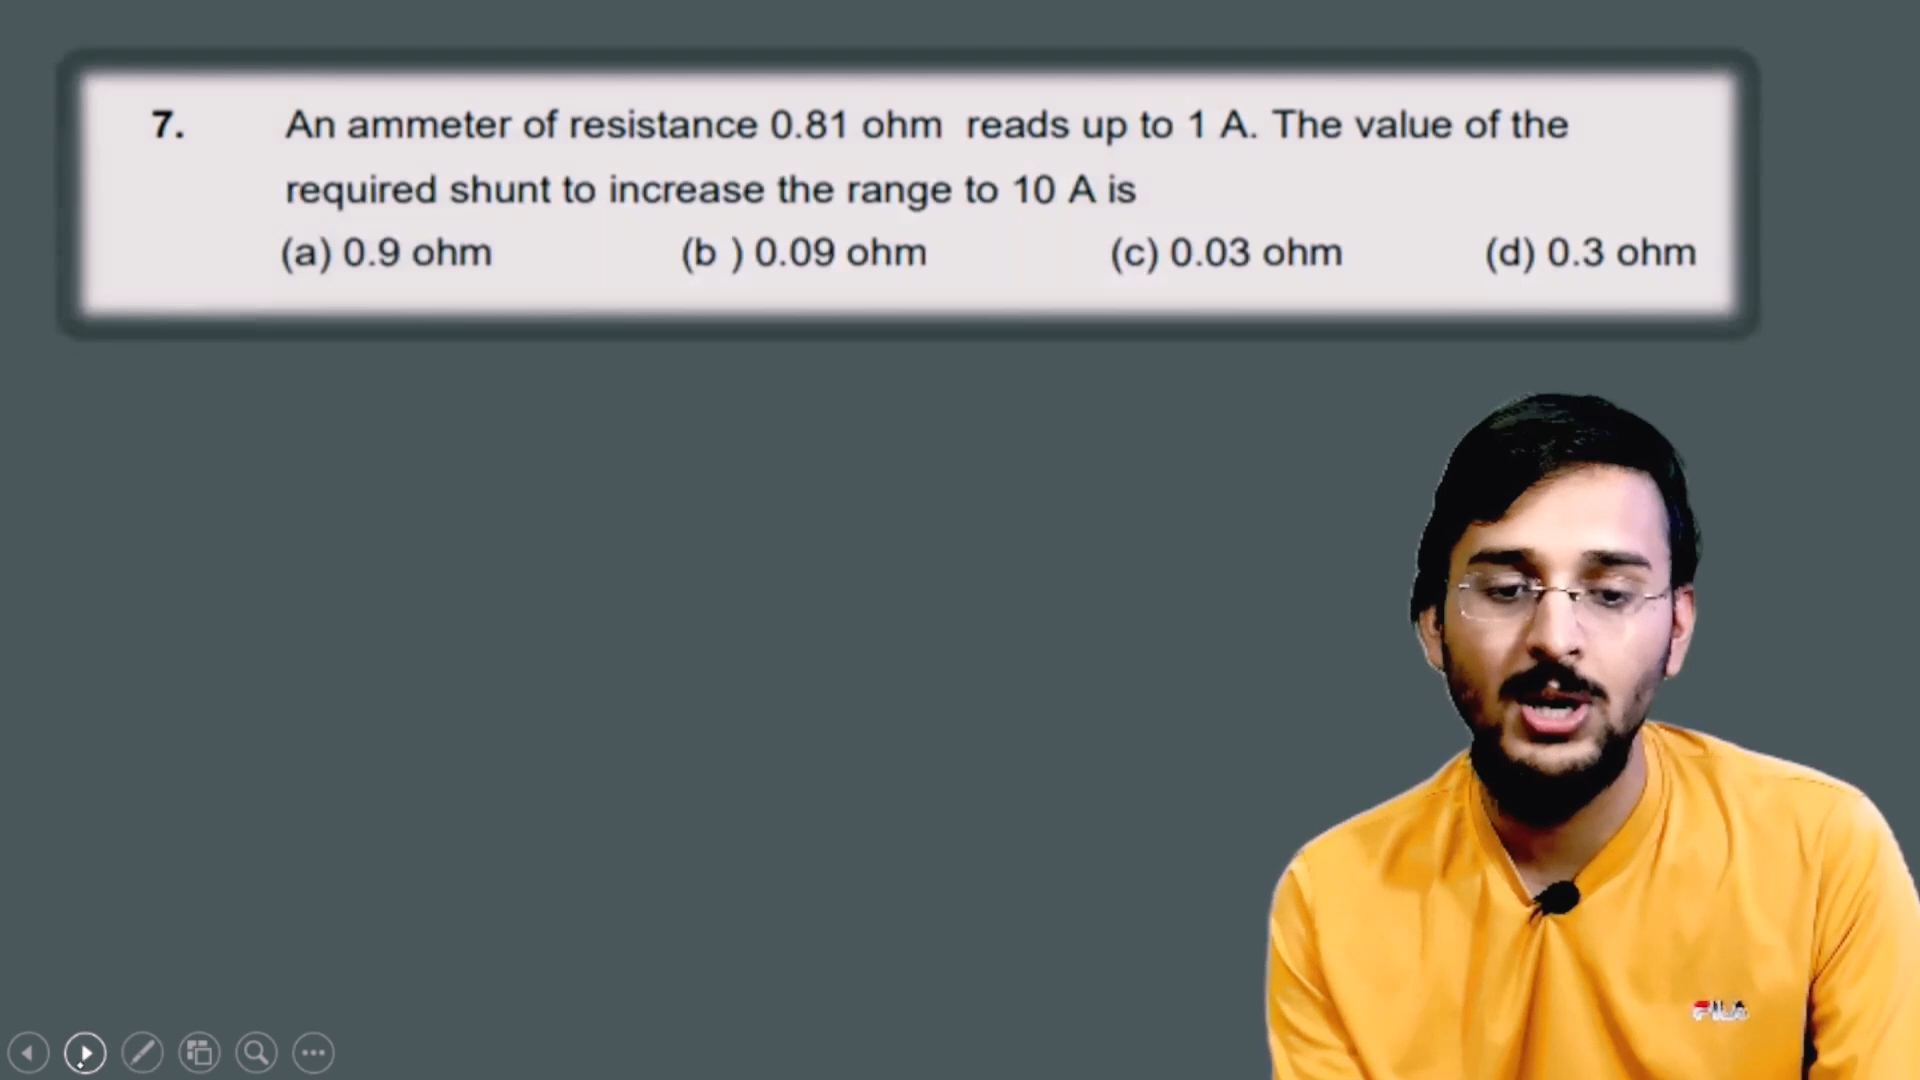 7. An ammeter of resistance 0.81 ohm reads up to 1 A. The value of the
required shunt to increase the range to 10 A is
(a) 0.9 ohm (b ) 0.09 ohm (c) 0.03 ohm (d) 0.3 ohm
FILA